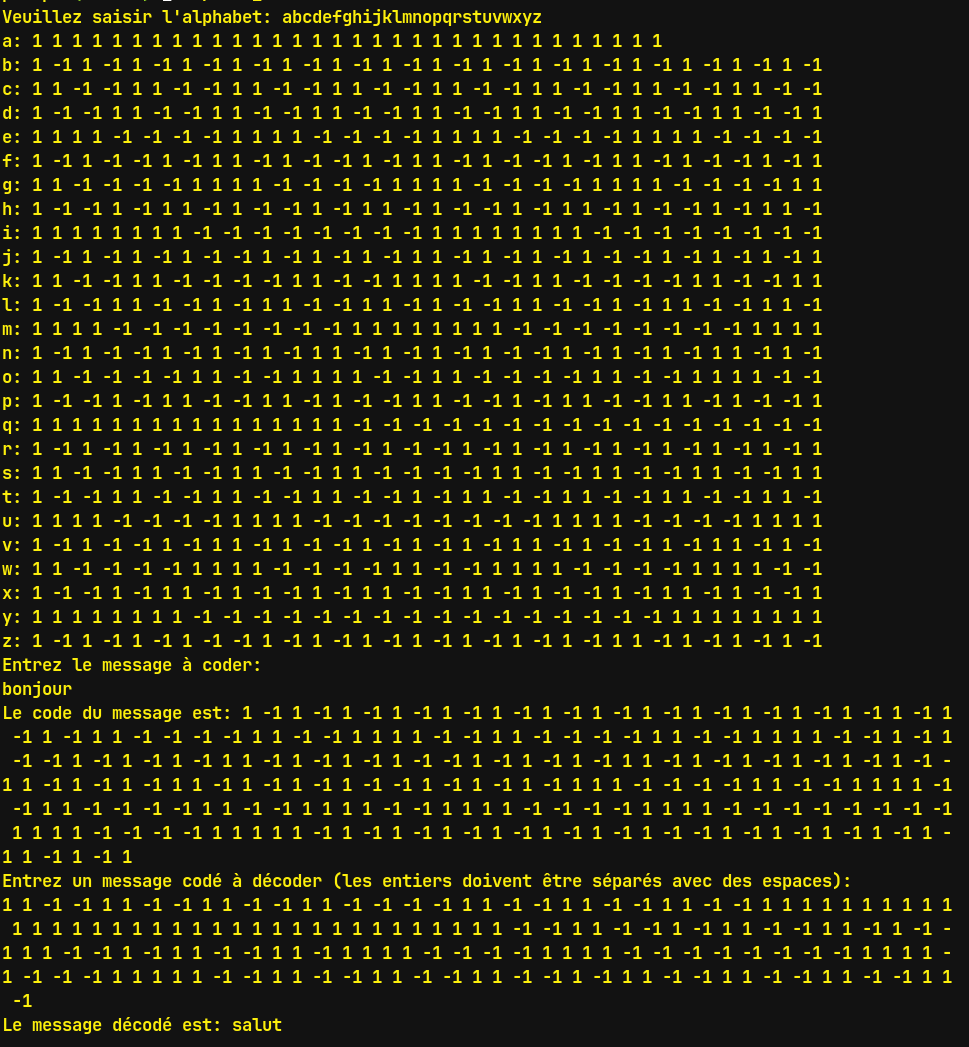 Veuillez saisir l'alphabet: abcdefghijklmnopqrstuvwxyz
a: 1 1 1 1 1 1 1 1 1 1 1 1 1 1 1 1 1 1 1 1 1 1 1 1 1 1 1 1 1 1 1 1
b: 1 -1 1 -1 1 -1 1 -1 1 -1 1 -1 1 -1 1 -1 1 -1 1 -1 1 -1 1 -1 1 -1 1 -1 1 -1 1 -1
c: 1 1 -1 -1 1 1 -1 -1 1 1 -1 -1 1 1 -1 -1 1 1 -1 -1 1 1 -1 -1 1 1 -1 -1 1 1 -1 -1
d: 1 -1 -1 1 1 -1 -1 1 1 -1 -1 1 1 -1 -1 1 1 -1 -1 1 1 -1 -1 1 1 -1 -1 1 1 -1 -1 1
e: 1 1 1 1 -1 -1 -1 -1 1 1 1 1 -1 -1 -1 -1 1 1 1 1 -1 -1 -1 -1 1 1 1 1 -1 -1 -1 -1
f: 1 -1 1 -1 -1 1 -1 1 1 -1 1 -1 -1 1 -1 1 1 -1 1 -1 -1 1 -1 1 1 -1 1 -1 -1 1 -1 1
g: 1 1 -1 -1 -1 -1 1 1 1 1 -1 -1 -1 -1 1 1 1 1 -1 -1 -1 -1 1 1 1 1 -1 -1 -1 -1 1 1
h: 1 -1 -1 1 -1 1 1 -1 1 -1 -1 1 -1 1 1 -1 1 -1 -1 1 -1 1 1 -1 1 -1 -1 1 -1 1 1 -1
i: 1 1 1 1 1 1 1 1 -1 -1 -1 -1 -1 -1 -1 -1 1 1 1 1 1 1 1 1 -1 -1 -1 -1 -1 -1 -1 -1
j: 1 -1 1 -1 1 -1 1 -1 -1 1 -1 1 -1 1 -1 1 1 -1 1 -1 1 -1 1 -1 -1 1 -1 1 -1 1 -1 1
k: 1 1 -1 -1 1 1 -1 -1 -1 -1 1 1 -1 -1 1 1 1 1 -1 -1 1 1 -1 -1 -1 -1 1 1 -1 -1 1 1
l: 1 -1 -1 1 1 -1 -1 1 -1 1 1 -1 -1 1 1 -1 1 -1 -1 1 1 -1 -1 1 -1 1 1 -1 -1 1 1 -1
m: 1 1 1 1 -1 -1 -1 -1 -1 -1 -1 -1 1 1 1 1 1 1 1 1 -1 -1 -1 -1 -1 -1 -1 -1 1 1 1 1
n: 1 -1 1 -1 -1 1 -1 1 -1 1 -1 1 1 -1 1 -1 1 -1 1 -1 -1 1 -1 1 -1 1 -1 1 1 -1 1 -1
o: 1 1 -1 -1 -1 -1 1 1 -1 -1 1 1 1 1 -1 -1 1 1 -1 -1 -1 -1 1 1 -1 -1 1 1 1 1 -1 -1
p: 1 -1 -1 1 -1 1 1 -1 -1 1 1 -1 1 -1 -1 1 1 -1 -1 1 -1 1 1 -1 -1 1 1 -1 1 -1 -1 1
q: 1 1 1 1 1 1 1 1 1 1 1 1 1 1 1 1 -1 -1 -1 -1 -1 -1 -1 -1 -1 -1 -1 -1 -1 -1 -1 -1
r: 1 -1 1 -1 1 -1 1 -1 1 -1 1 -1 1 -1 1 -1 -1 1 -1 1 -1 1 -1 1 -1 1 -1 1 -1 1 -1 1
s: 1 1 -1 -1 1 1 -1 -1 1 1 -1 -1 1 1 -1 -1 -1 -1 1 1 -1 -1 1 1 -1 -1 1 1 -1 -1 1 1
t: 1 -1 -1 1 1 -1 -1 1 1 -1 -1 1 1 -1 -1 1 -1 1 1 -1 -1 1 1 -1 -1 1 1 -1 -1 1 1 -1
u: 1 1 1 1 -1 -1 -1 -1 1 1 1 1 -1 -1 -1 -1 -1 -1 -1 -1 1 1 1 1 -1 -1 -1 -1 1 1 1 1
v: 1 -1 1 -1 -1 1 -1 1 1 -1 1 -1 -1 1 -1 1 -1 1 -1 1 1 -1 1 -1 -1 1 -1 1 1 -1 1 -1
w: 1 1 -1 -1 -1 -1 1 1 1 1 -1 -1 -1 -1 1 1 -1 -1 1 1 1 1 -1 -1 -1 -1 1 1 1 1 -1 -1
x: 1 -1 -1 1 -1 1 1 -1 1 -1 -1 1 -1 1 1 -1 -1 1 1 -1 1 -1 -1 1 -1 1 1 -1 1 -1 -1 1
y: 1 1 1 1 1 1 1 1 -1 -1 -1 -1 -1 -1 -1 -1 -1 -1 -1 -1 -1 -1 -1 -1 1 1 1 1 1 1 1 1
z: 1 -1 1 -1 1 -1 1 -1 -1 1 -1 1 -1 1 -1 1 -1 1 -1 1 -1 1 -1 1 1 -1 1 -1 1 -1 1 -1
Entrez le message à coder:
bonjour
Le code du message est: 1 -1 1 -1 1 -1 1 -1 1 -1 1 -1 1 -1 1 -1 1 -1 1 -1 1 -1 1 -1 1 -1 1 -1 1
-1 1 -1 1 1 -1 -1 -1 -1 1 1 -1 -1 1 1 1 1 -1 -1 1 1 -1 -1 -1 -1 1 1 -1 -1 1 1 1 1 -1 -1 1 -1 1
-1 -1 1 -1 1 -1 1 -1 1 1 -1 1 -1 1 -1 1 -1 -1 1 -1 1 -1 1 -1 1 1 -1 1 -1 1 -1 1 -1 1 -1 1 -1 -
1 1 -1 1 -1 1 -1 1 1 -1 1 -1 1 -1 1 -1 -1 1 -1 1 -1 1 -1 1 1 1 -1 -1 -1 -1 1 1 -1 -1 1 1 1 1 -1
-1 1 1 -1 -1 -1 -1 1 1 -1 -1 1 1 1 1 -1 -1 1 1 1 1 -1 -1 -1 -1 1 1 1 1 -1 -1 -1 -1 -1 -1 -1 -1
1 1 1 1 -1 -1 -1 -1 1 1 1 1 1 -1 1 -1 1 -1 1 -1 1 -1 1 -1 1 -1 1 -1 -1 1 -1 1 -1 1 -1 1 -1 1 -
1 1 -1 1 -1 1
Entrez un message codé à décoder (les entiers doivent être séparés avec des espaces):
1 1 -1 -1 1 1 -1 -1 1 1 -1 -1 1 1 -1 -1 -1 -1 1 1 -1 -1 1 1 -1 -1 1 1 -1 -1 1 1 1 1 1 1 1 1 1 1
1 1 1 1 1 1 1 1 1 1 1 1 1 1 1 1 1 1 1 1 1 1 1 1 1 -1 -1 1 1 -1 -1 1 -1 1 1 -1 -1 1 1 -1 1 -1 -
1 1 1 -1 -1 1 -1 1 1 -1 -1 1 1 -1 1 1 1 1 -1 -1 -1 -1 1 1 1 1 -1 -1 -1 -1 -1 -1 -1 -1 1 1 1 1 -
1 -1 -1 -1 1 1 1 1 1 -1 -1 1 1 -1 -1 1 1 -1 -1 1 1 -1 -1 1 -1 1 1 -1 -1 1 1 -1 -1 1 1 -1 -1 1 1
-1
Le message décodé est: salut